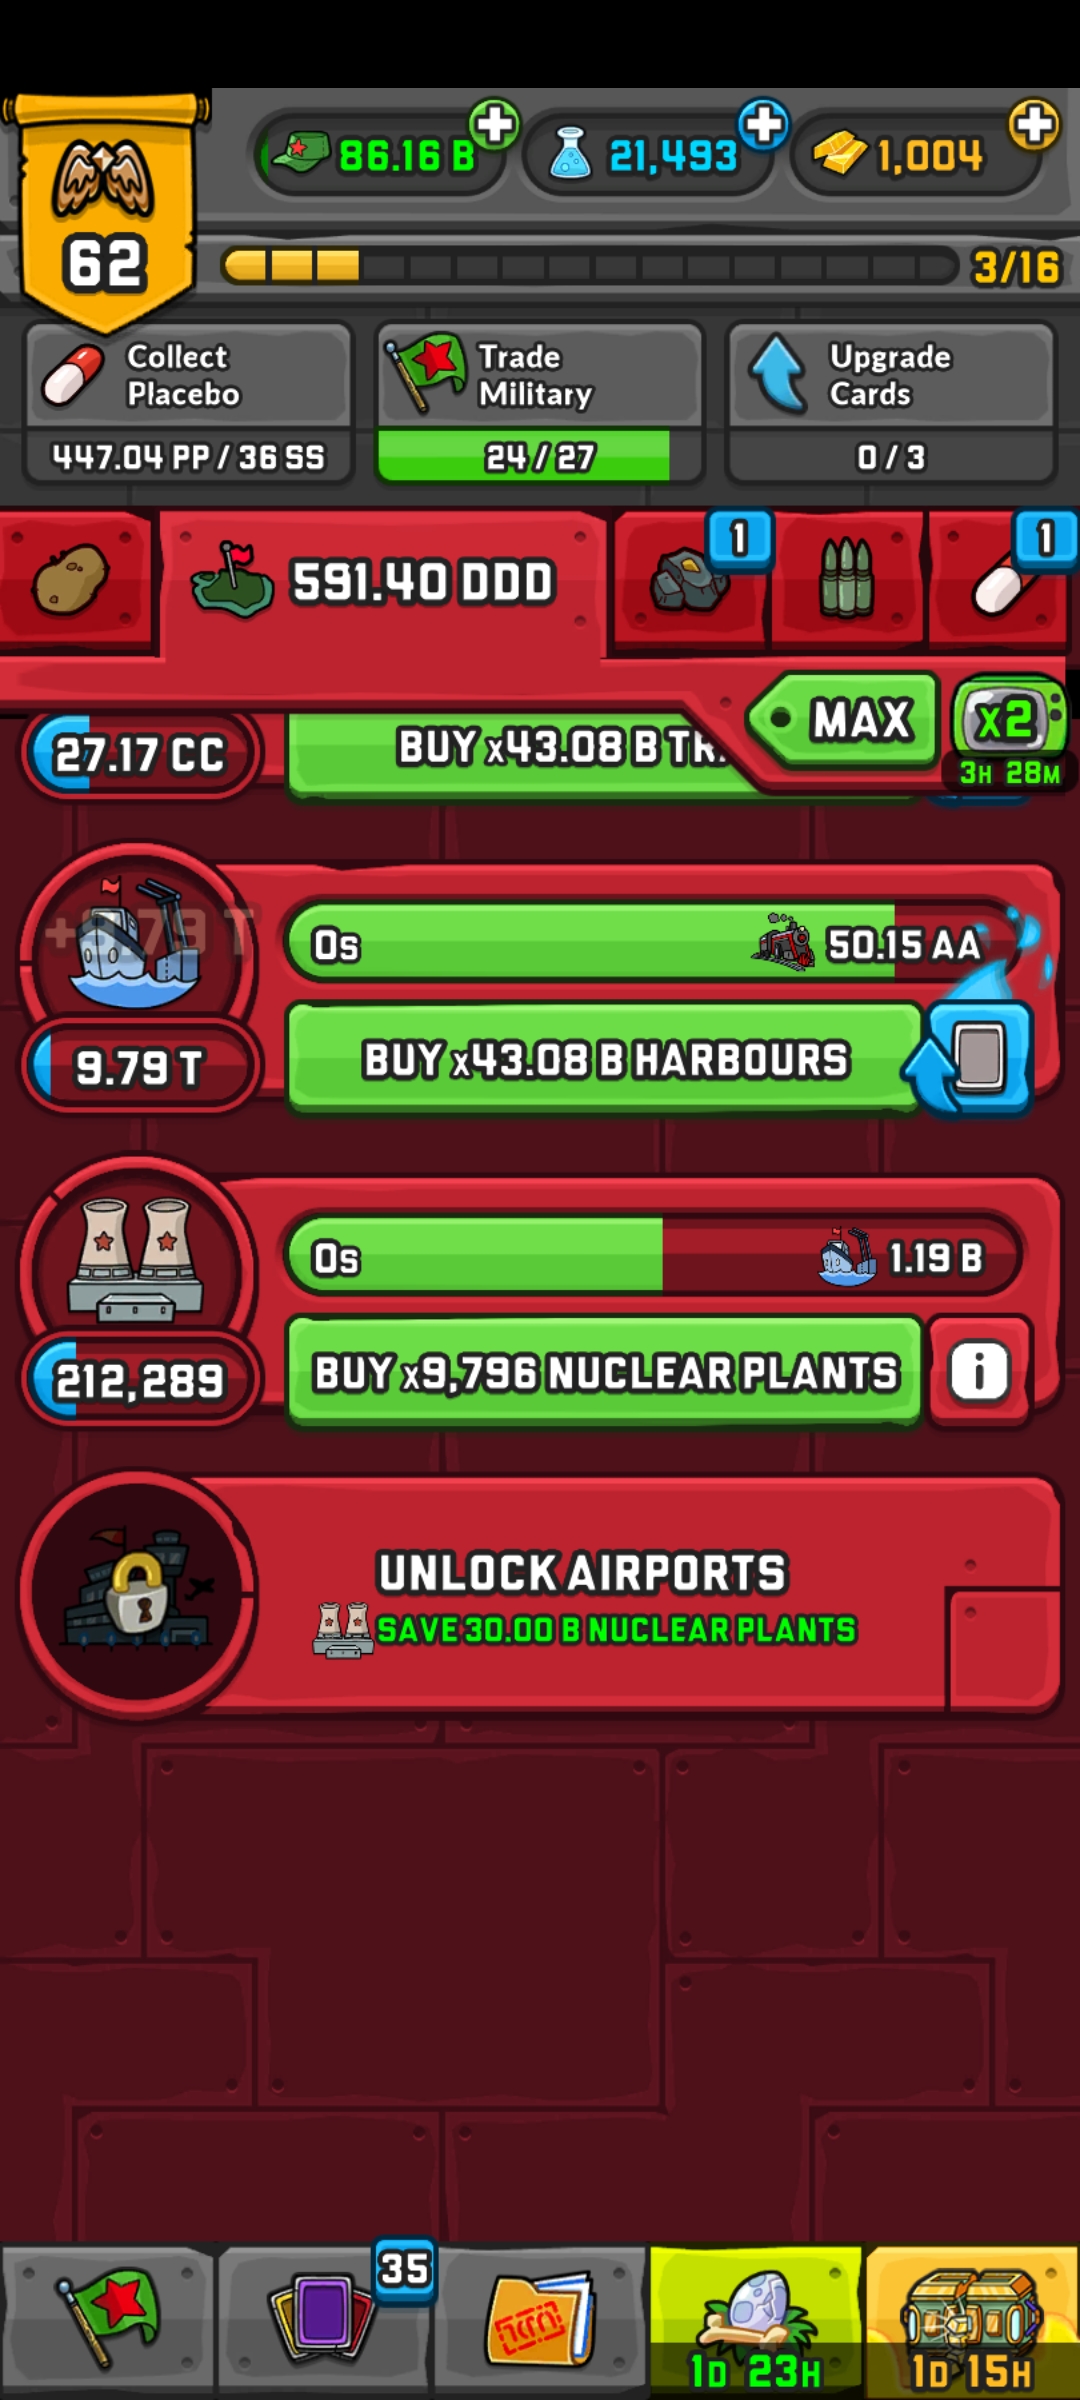 86.16 B
21,493
1,004
62
3/16
Collect
Placebo
447.04 PP / 36 SS
Trade
Military
24 / 27
Upgrade
Cards
0 / 3
591.40 DDD
1
1
MAX
x2
3H 28M
27.17 CC
BUY x43.08 B
+9.79 T
0s
50.15 AA
9.79 T
BUY x43.08 B HARBOURS
0s
1.19 B
212,289
BUY x9,796 NUCLEAR PLANTS
i
UNLOCK AIRPORTS
SAVE 30.00 B NUCLEAR PLANTS
35
1D 23H
1D 15H